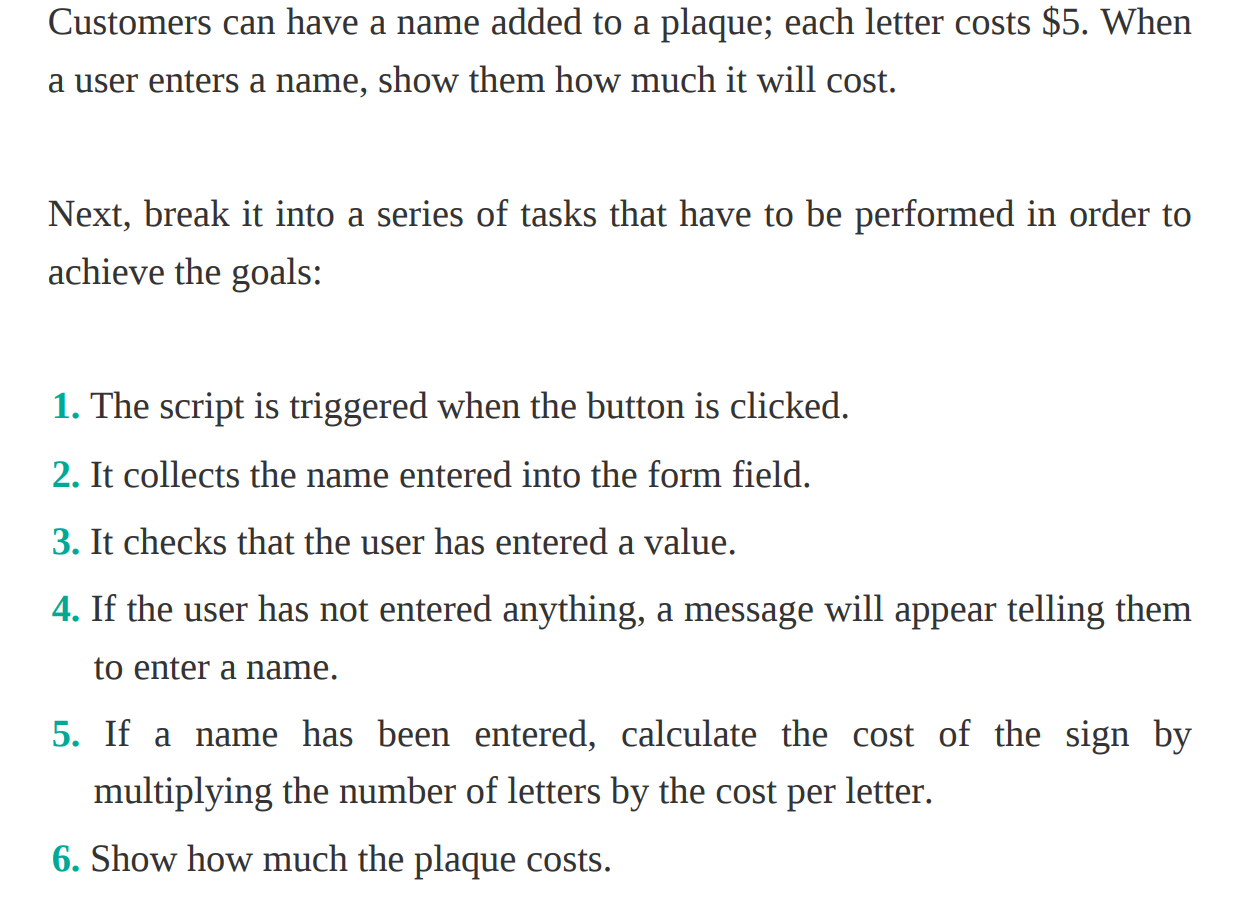 Customers can have a name added to a plaque; each letter costs $5. When
a user enters a name, show them how much it will cost.
Next, break it into a series of tasks that have to be performed in order to
achieve the goals:
1. The script is triggered when the button is clicked.
2. It collects the name entered into the form field.
3. It checks that the user has entered a value.
4. If the user has not entered anything, a message will appear telling them
to enter a name.
5. If a name has been entered, calculate the cost of the sign by
multiplying the number of letters by the cost per letter.
6. Show how much the plaque costs.